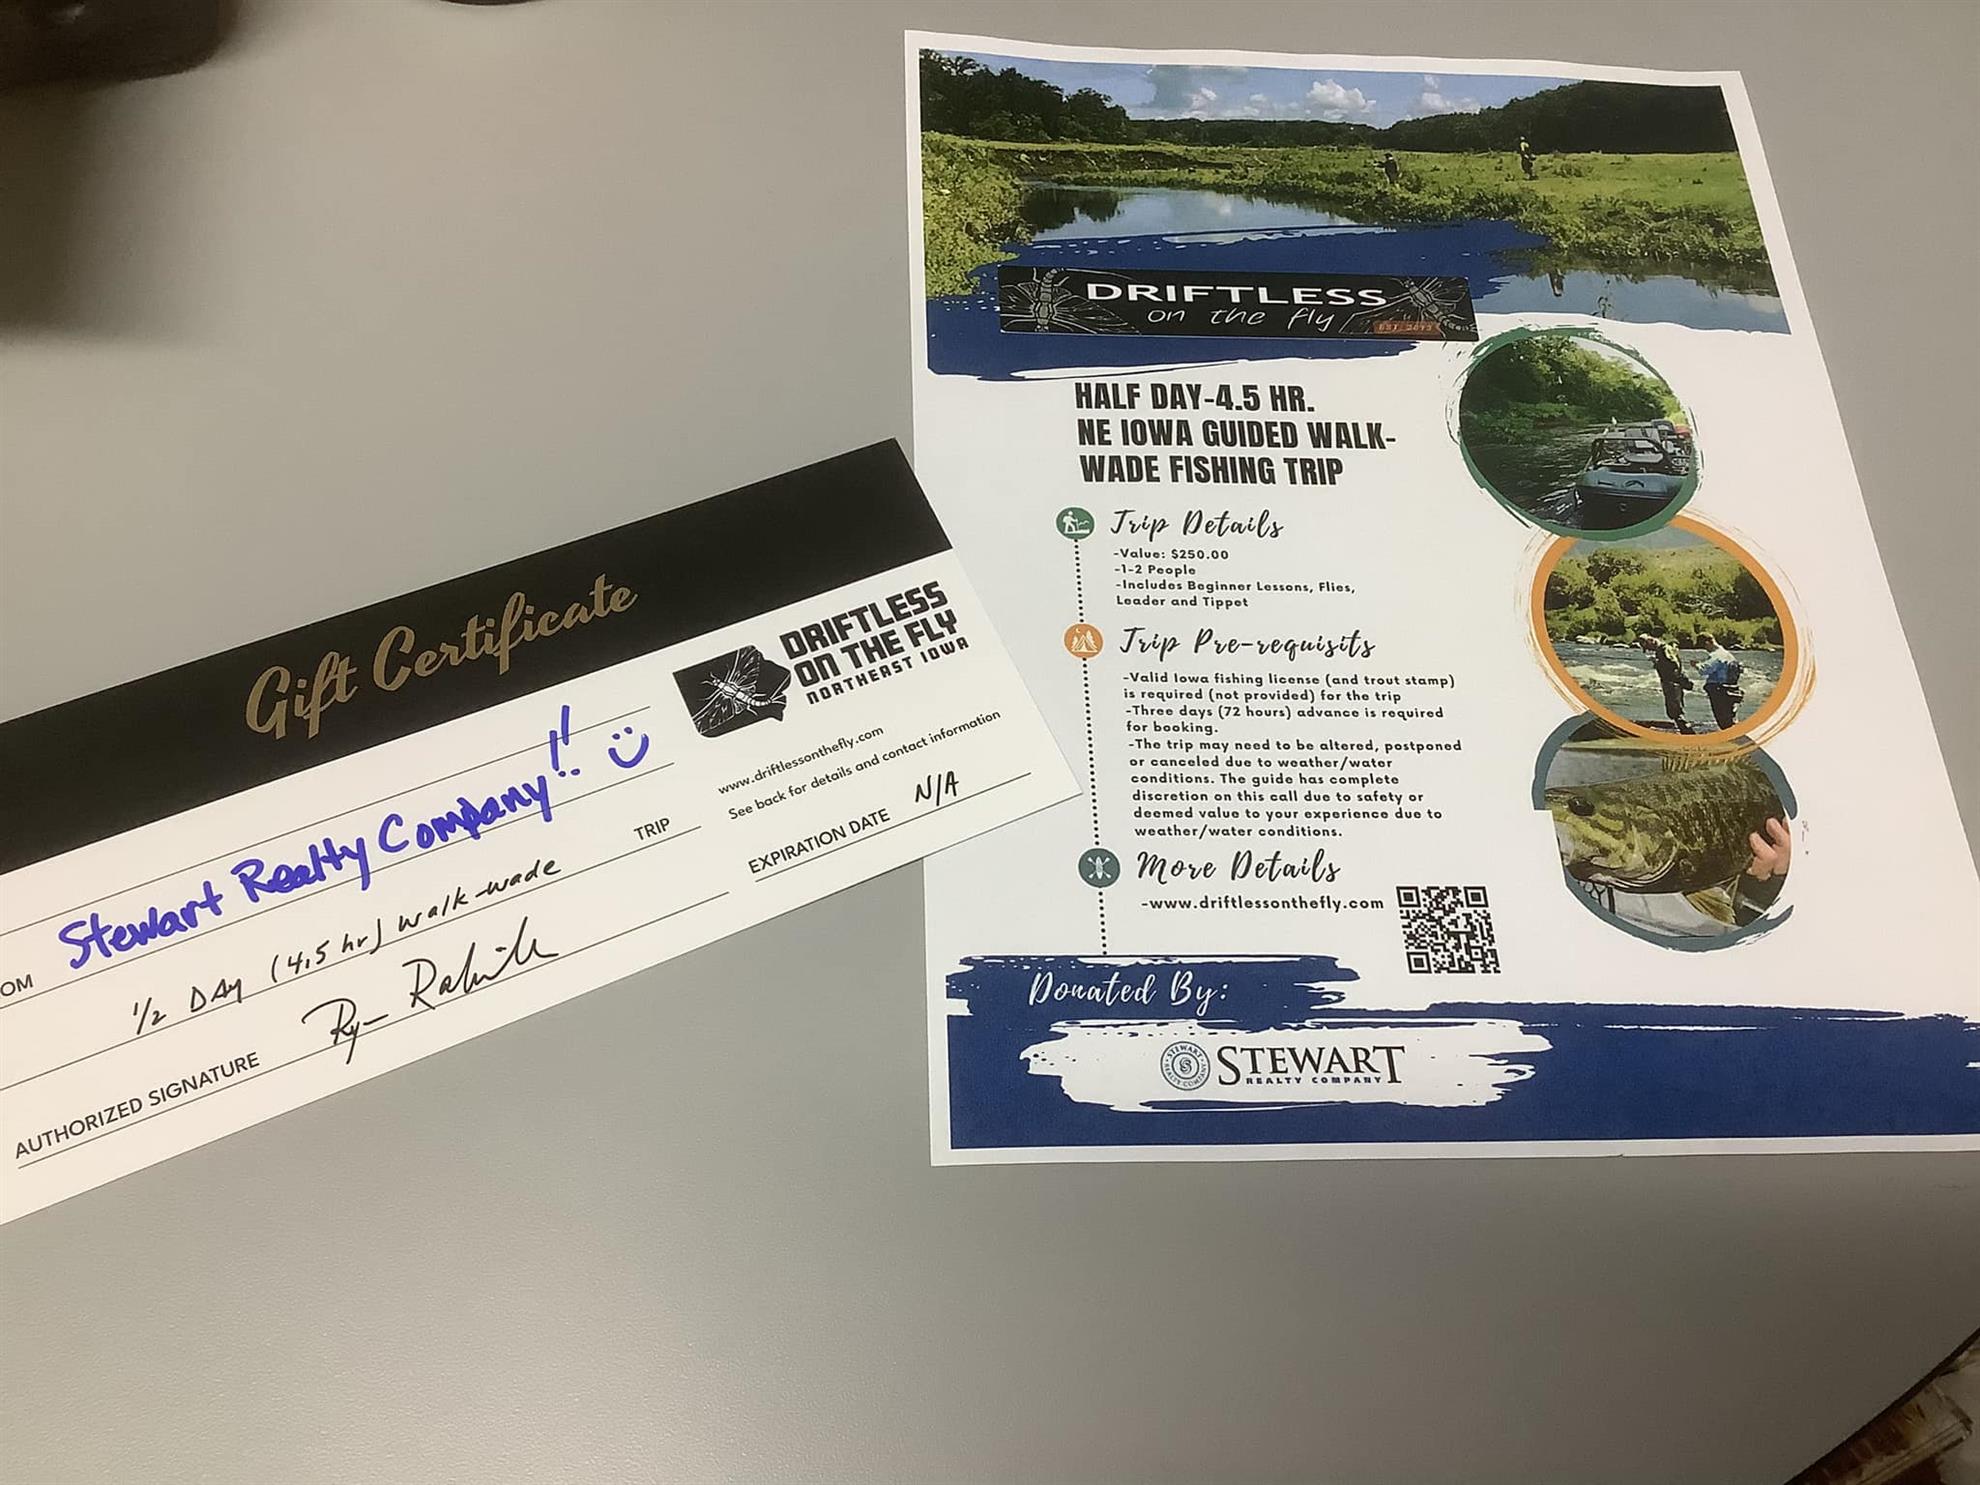 Gift Certificate
DRIFTLESS
ON THE FLY
NORTHEAST IOWA
www.driftlessonthefly.com
See back for details and contact information
OM Stewart Realty Company!! :)
1/2 DAY (4.5 hr) walk-wade TRIP
EXPIRATION DATE N/A
AUTHORIZED SIGNATURE
DRIFTLESS
on the fly
HALF DAY-4.5 HR.
NE IOWA GUIDED WALK-
WADE FISHING TRIP
Trip Details
-Value: $250.00
-1-2 People
-Includes Beginner Lessons, Flies,
Leader and Tippet
Trip Pre-requisits
-Valid Iowa fishing license (and trout stamp)
is required (not provided) for the trip
-Three days (72 hours) advance is required
for booking.
-The trip may need to be altered, postponed
or canceled due to weather/water
conditions. The guide has complete
discretion on this call due to safety or
deemed value to your experience due to
weather/water conditions.
More Details
-www.driftlessonthefly.com
Donated By:
STEWART
REALTY COMPANY